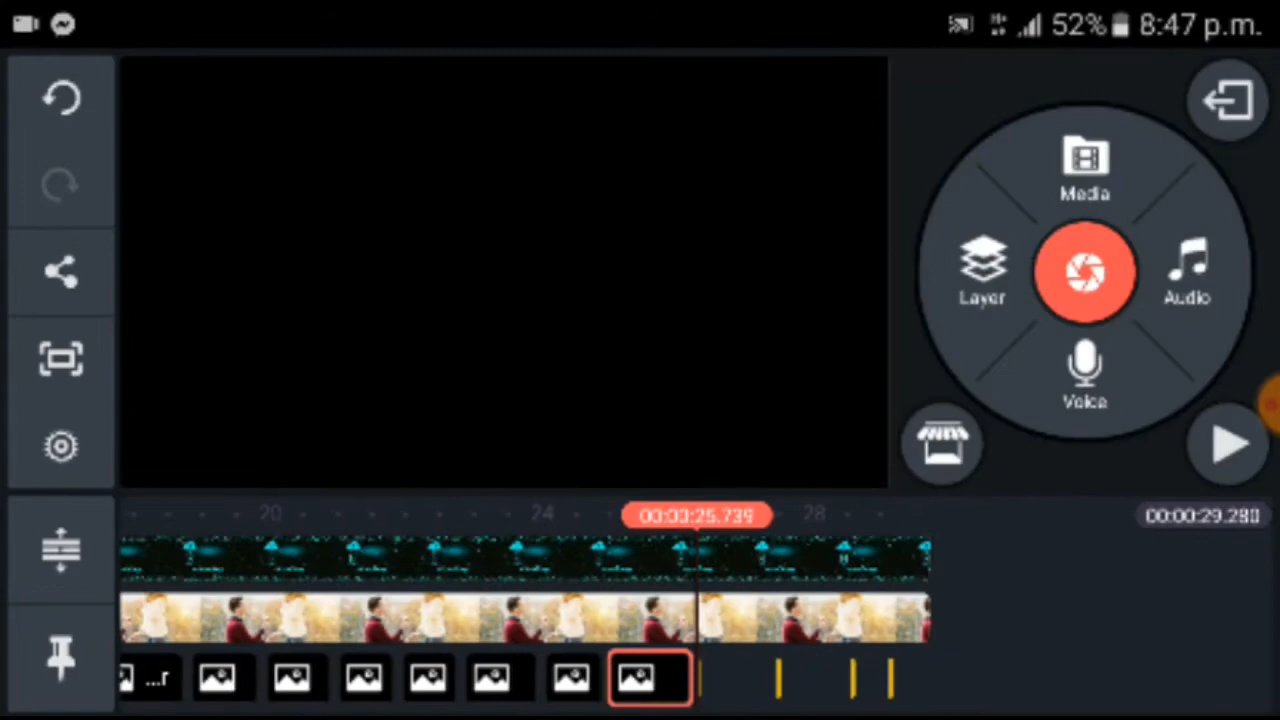 52% 8:47 p.m.
Media
Layer
Audio
Voice
20
24
00:00:25.739
28
00:00:29.280
...r